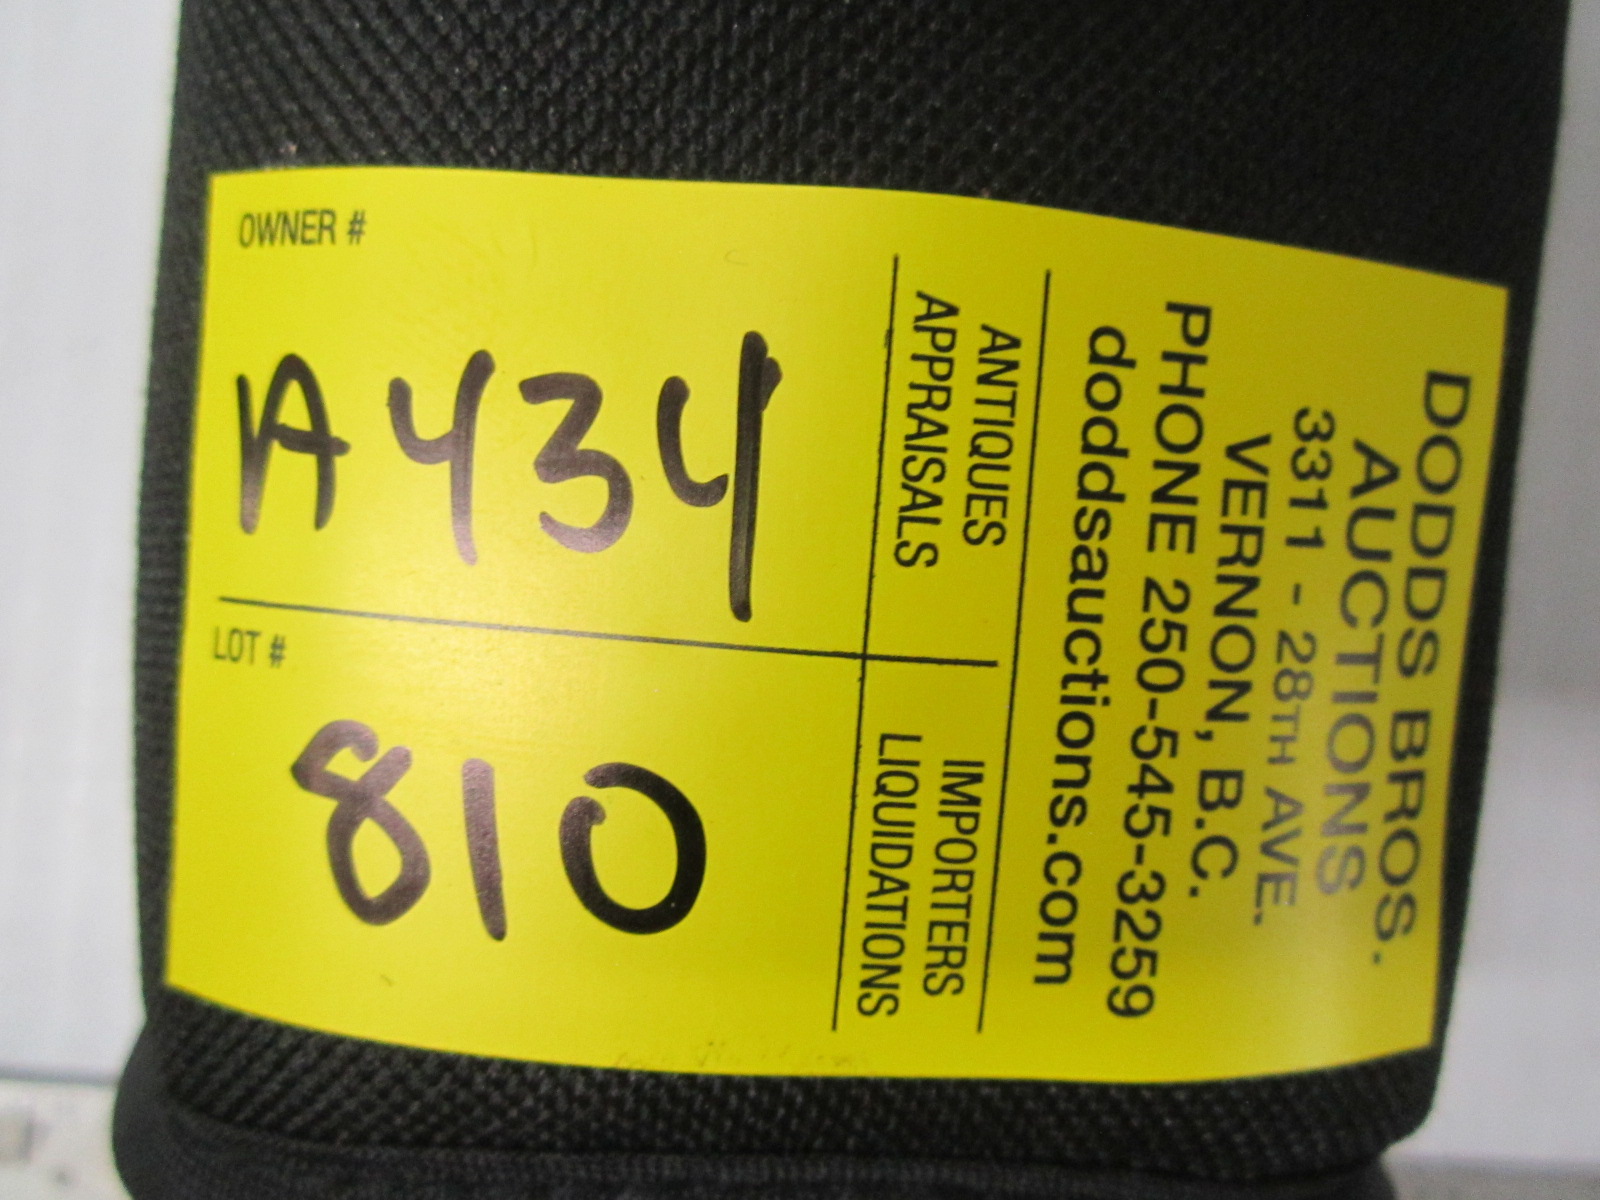 DODDS BROS.
AUCTIONS
3311 - 28TH AVE.
VERNON, B.C.
PHONE 250-545-3259
doddsauctions.com
ANTIQUES
APPRAISALS
IMPORTERS
LIQUIDATIONS
OWNER #
A434
LOT #
810